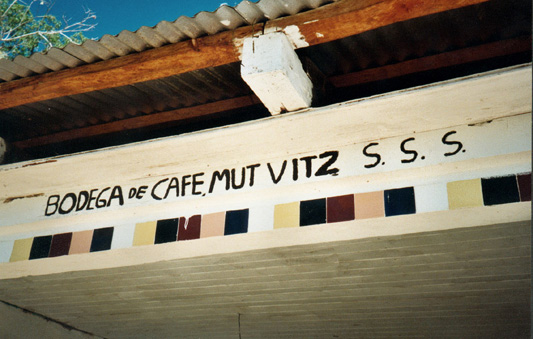 BODEGA DE CAFE, MUT VITZ S. S. S.